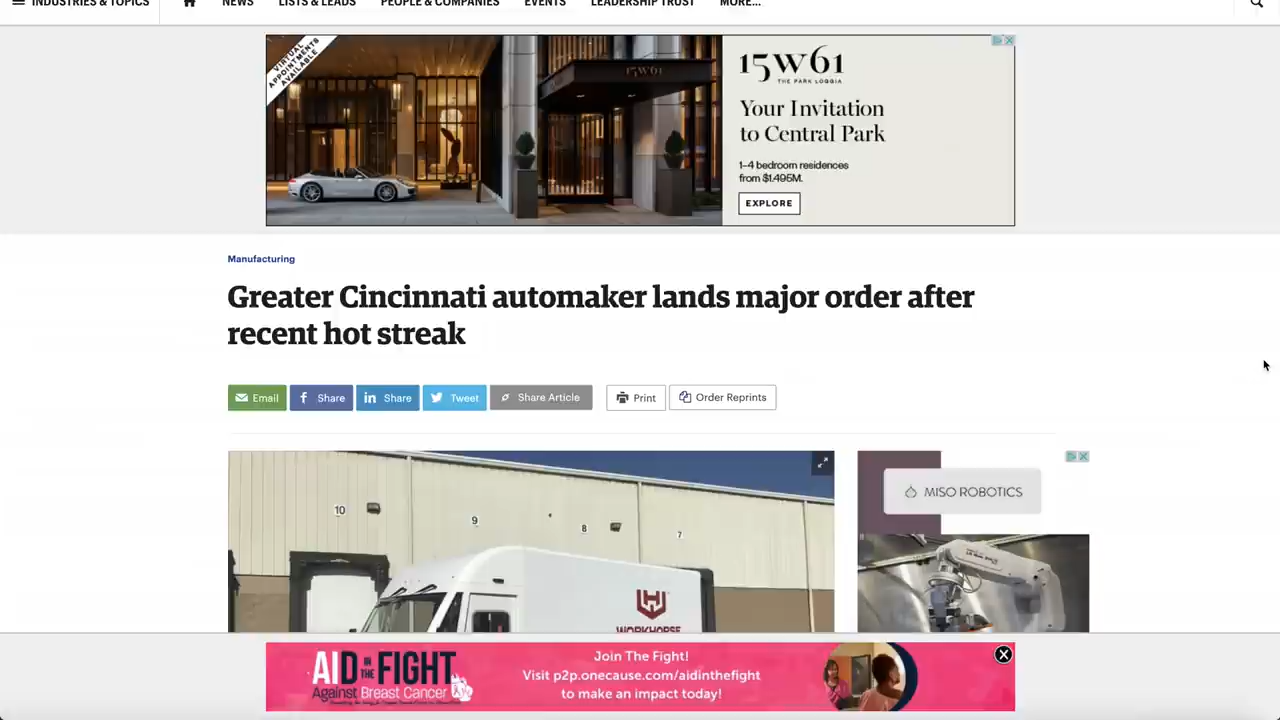 INDUSTRIES & TOPICS
NEWS
LISTS & LEADS
PEOPLE & COMPANIES
EVENTS
LEADERSHIP TRUST
MORE...
VIRTUAL
APPOINTMENTS
AVAILABLE
15W61
15W61
THE PARK LOGGIA
Your Invitation
to Central Park
1–4 bedroom residences
from $1.495M.
EXPLORE
Manufacturing
Greater Cincinnati automaker lands major order after
recent hot streak
Email
Share
Share
Tweet
Share Article
Print
Order Reprints
10
9
8
7
WORKHORSE
MISO ROBOTICS
AID IN THE FIGHT
Against Breast Cancer
Join The Fight!
Visit p2p.onecause.com/aidinthefight
to make an impact today!